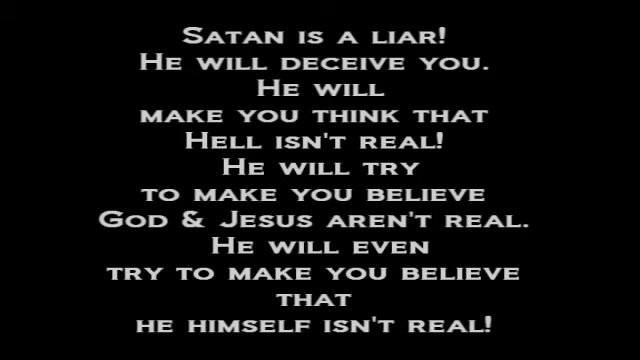 Satan is a liar!
He will deceive you.
He will
make you think that
Hell isn't real!
He will try
to make you believe
God & Jesus aren't real.
He will even
try to make you believe
that
he himself isn't real!